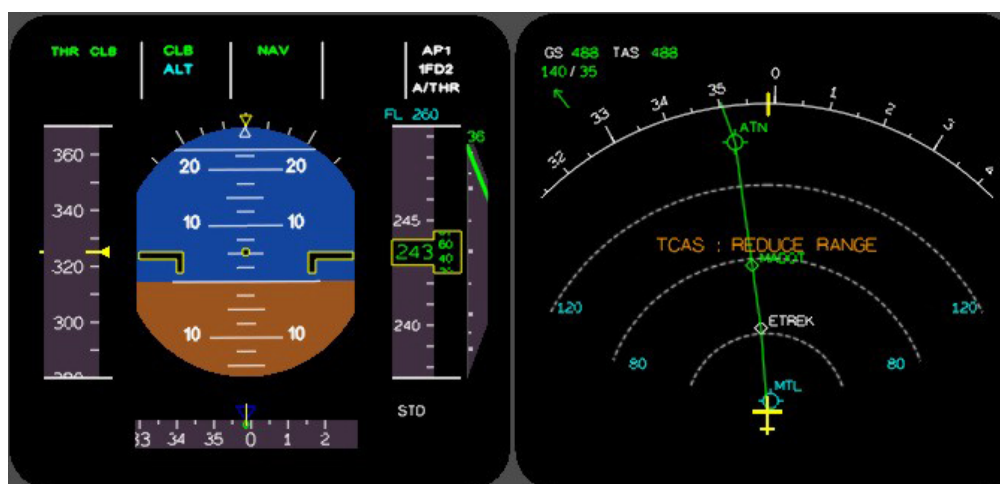 THR CLB CLB NAV AP1
ALT 1FD2
A/THR
FL 260
36
360
340
320
300
280
20 20
10 10
10 10
245
243
60
40
240
STD
33 34 35 0 1 2
GS 488 TAS 488
140 / 35
32 33 34 35 0 1 2 3 4
ATN
TCAS : REDUCE RANGE
MADOT
120 120
ETREK
80 80
MTL